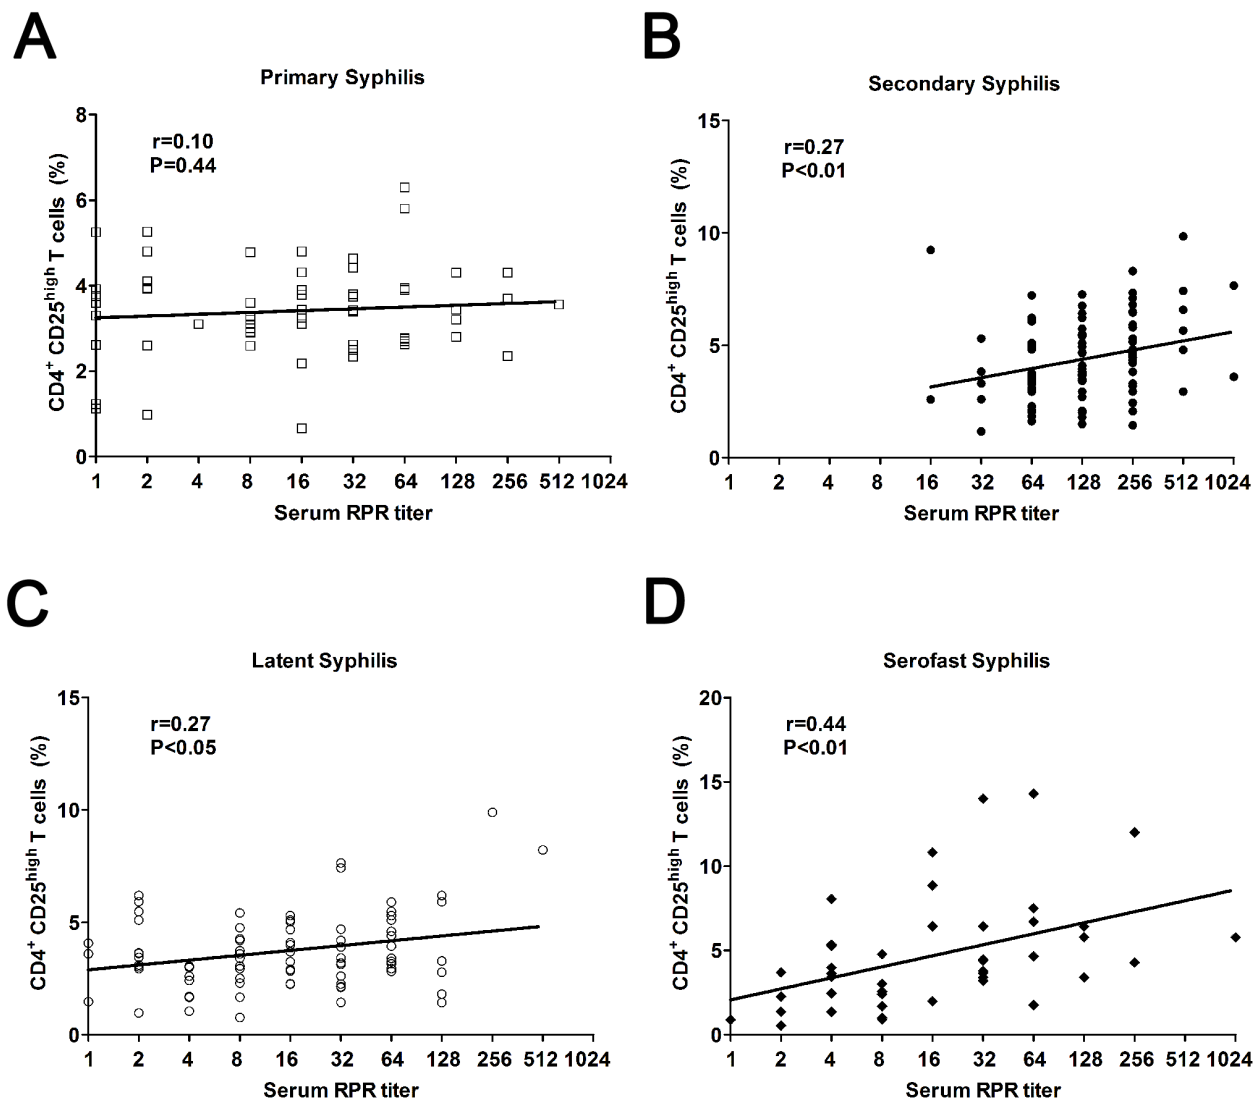 A
Primary Syphilis
r=0.10
P=0.44
CD4+ CD25high T cells (%)
8
6
4
2
0
1 2 4 8 16 32 64 128 256 512 1024
Serum RPR titer
B
Secondary Syphilis
r=0.27
P<0.01
CD4+ CD25high T cells (%)
15
10
5
0
1 2 4 8 16 32 64 128 256 512 1024
Serum RPR titer
C
Latent Syphilis
r=0.27
P<0.05
CD4+ CD25high T cells (%)
15
10
5
0
1 2 4 8 16 32 64 128 256 512 1024
Serum RPR titer
D
Serofast Syphilis
r=0.44
P<0.01
CD4+ CD25high T cells (%)
20
15
10
5
0
1 2 4 8 16 32 64 128 256 512 1024
Serum RPR titer